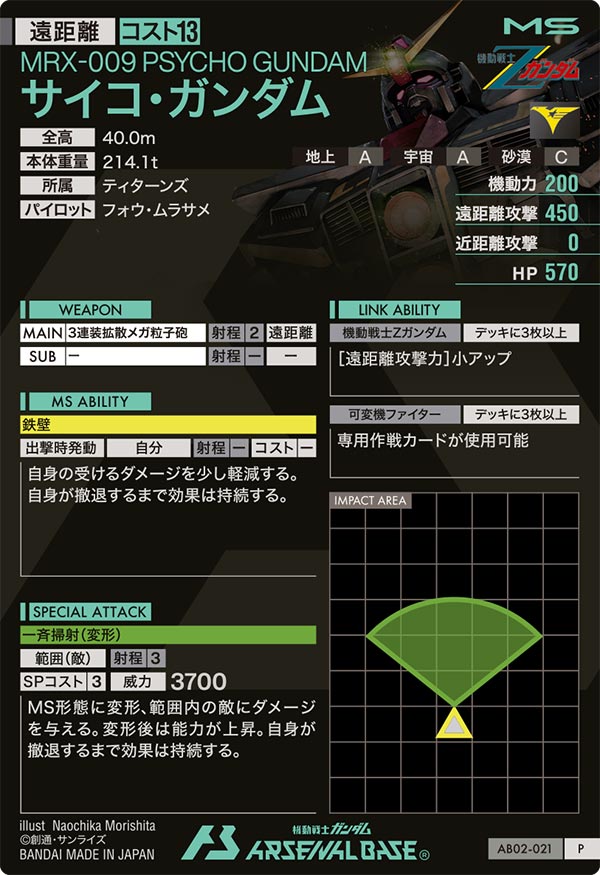 遠距離 コスト13
MS
MRX-009 PSYCHO GUNDAM
サイコ・ガンダム
機動戦士Zガンダム
全高 40.0m
本体重量 214.1t
所属 ティターンズ
パイロット フォウ・ムラサメ
地上 A 宇宙 A 砂漠 C
機動力 200
遠距離攻撃 450
近距離攻撃 0
HP 570
WEAPON
MAIN 3連装拡散メガ粒子砲 射程 2 遠距離
SUB ー 射程 ー ー
MS ABILITY
鉄壁
出撃時発動 自分 射程 ー コスト ー
自身の受けるダメージを少し軽減する。
自身が撤退するまで効果は持続する。
SPECIAL ATTACK
一斉掃射(変形)
範囲(敵) 射程 3
SPコスト 3 威力 3700
MS形態に変形、範囲内の敵にダメージ
を与える。変形後は能力が上昇。自身が
撤退するまで効果は持続する。
LINK ABILITY
機動戦士Zガンダム デッキに3枚以上
[遠距離攻撃力]小アップ
可変機ファイター デッキに3枚以上
専用作戦カードが使用可能
IMPACT AREA
illust Naochika Morishita
©創通・サンライズ
BANDAI MADE IN JAPAN
機動戦士ガンダム
ARSENAL BASE®
AB02-021 P